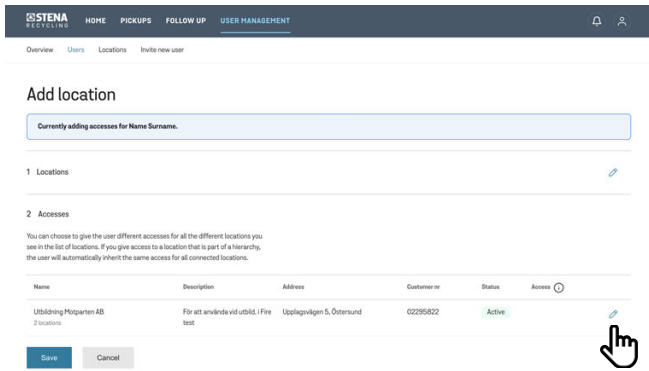 STENA
RECYCLING
HOME PICKUPS FOLLOW UP USER MANAGEMENT
Overview Users Locations Invite new user
Add location
Currently adding accesses for Name Surname.
1 Locations
2 Accesses
You can choose to give the user different accesses for all the different locations you
see in the list of locations. If you give access to a location that is part of a hierarchy,
the user will automatically inherit the same access for all connected locations.
Name Description Address Customer nr Status Access
Utbildning Motparten AB För att använda vid utbild. i Fire Upplagsvägen 5, Östersund 02295822 Active
2 locations test
Save Cancel